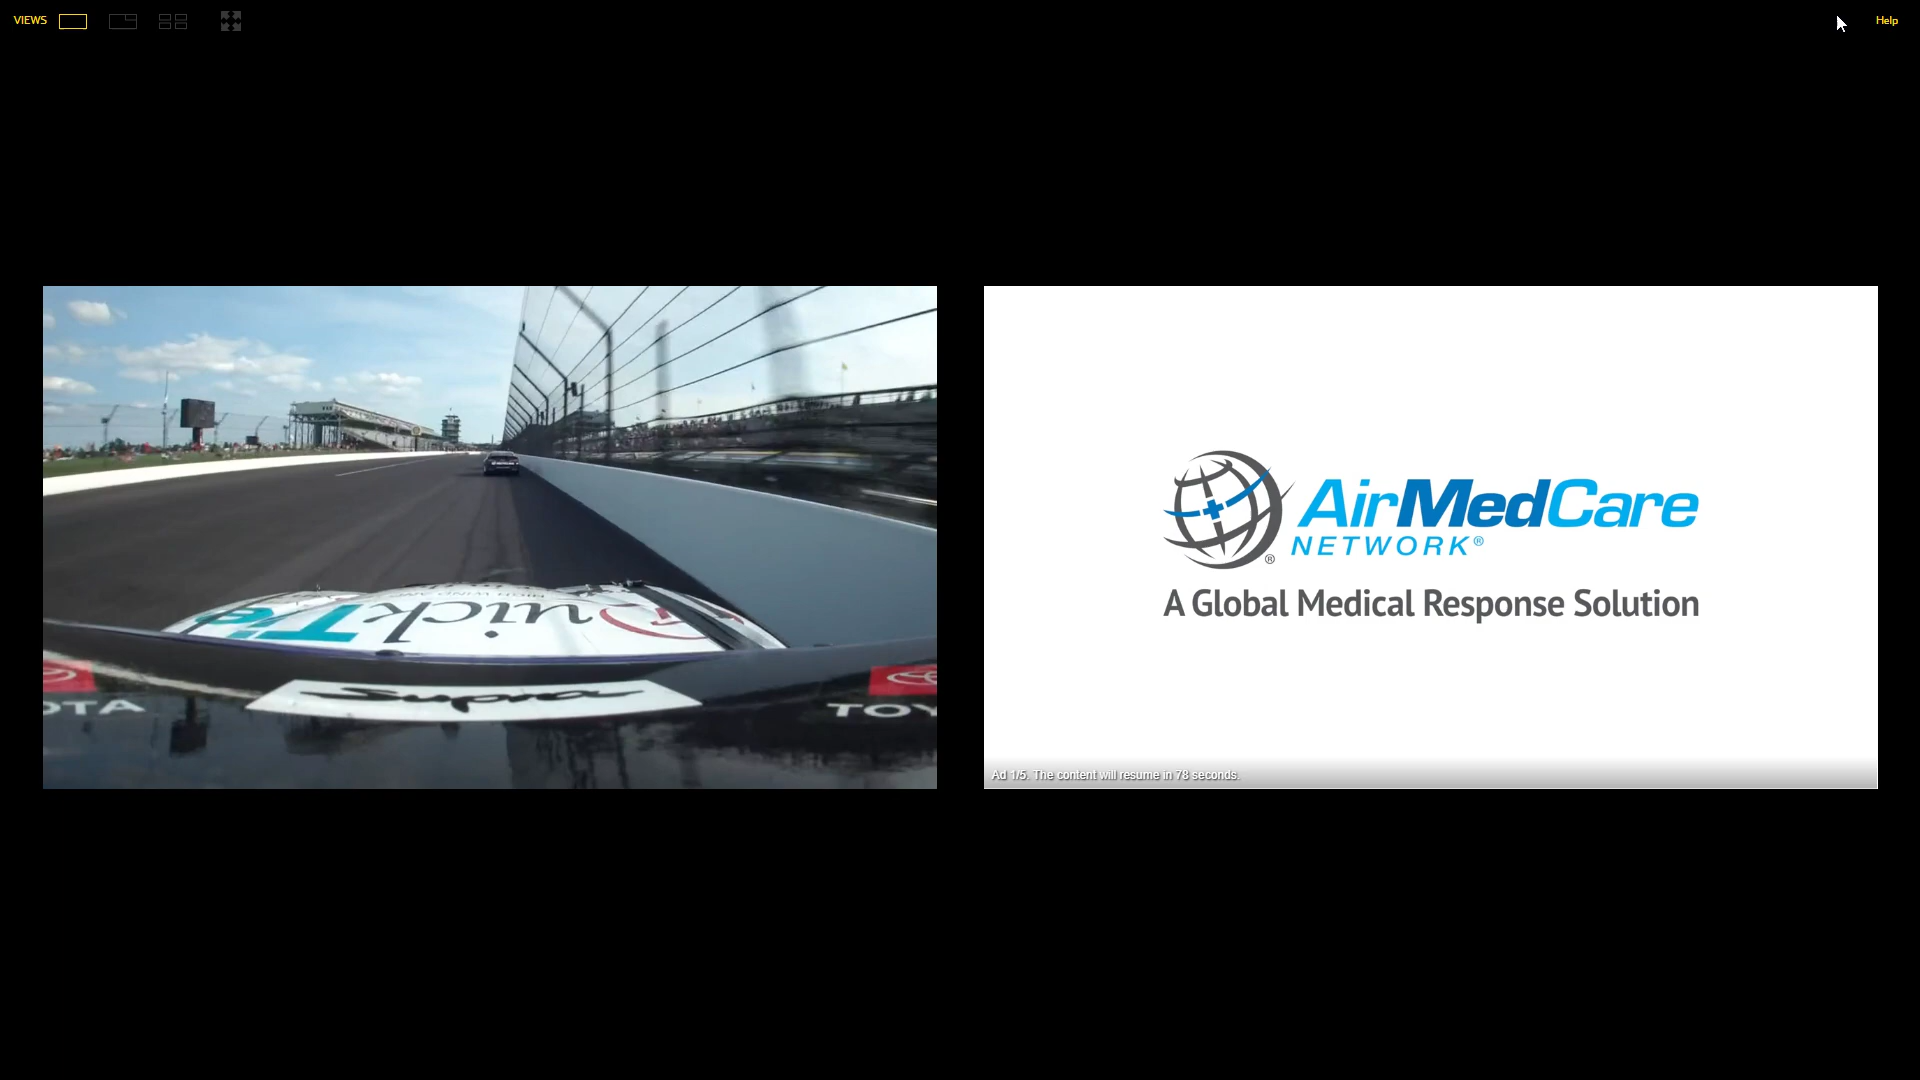 VIEWS
Help
QuickTie
Supra
OTA
TOY
AirMedCare
NETWORK®
®
A Global Medical Response Solution
Ad 1/5. The content will resume in 78 seconds.